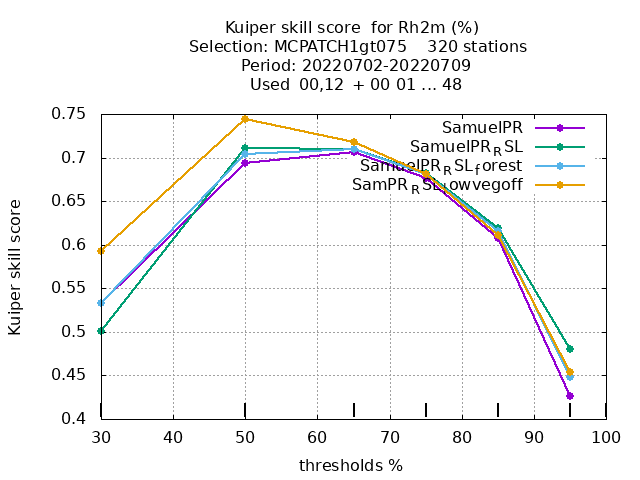 Kuiper skill score  for Rh2m (%)
Selection: MCPATCH1gt075    320 stations
Period: 20220702-20220709
Used  00,12  + 00 01 ... 48
SamuelPR
SamuelPR_RSL
SamuelPR_RSL_forest
SamPR_RSLowvegoff
Kuiper skill score
0.75
0.7
0.65
0.6
0.55
0.5
0.45
0.4
30 40 50 60 70 80 90 100
thresholds %